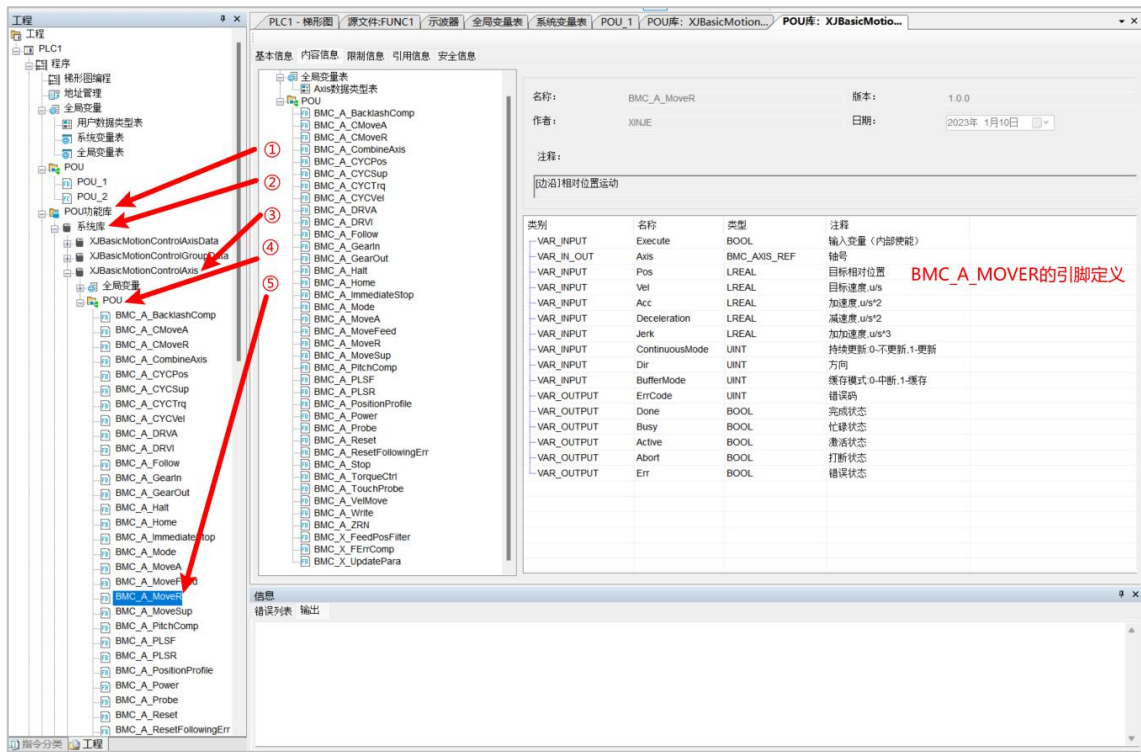 工程
PLC1 - 梯形图 源文件:FUNC1 示波器 全局变量表 系统变量表 POU_1 POU库：XJBasicMotion... POU库：XJBasicMotio...
工程
PLC1
程序
梯形图编程
地址管理
全局变量
用户数据类型表
系统变量表
全局变量表
POU
POU_1
POU_2
POU功能库
系统库
XJBasicMotionControlAxisData
XJBasicMotionControlGroupData
XJBasicMotionControlAxis
全局变量
POU
BMC_A_BacklashComp
BMC_A_CMoveA
BMC_A_CMoveR
BMC_A_CombineAxis
BMC_A_CYCPos
BMC_A_CYCSup
BMC_A_CYCTrq
BMC_A_CYCVel
BMC_A_DRVA
BMC_A_DRVI
BMC_A_Follow
BMC_A_GearIn
BMC_A_GearOut
BMC_A_Halt
BMC_A_Home
BMC_A_ImmediateStop
BMC_A_Mode
BMC_A_MoveA
BMC_A_MoveFeed
BMC_A_MoveR
BMC_A_MoveSup
BMC_A_PitchComp
BMC_A_PLSF
BMC_A_PLSR
BMC_A_PositionProfile
BMC_A_Power
BMC_A_Probe
BMC_A_Reset
BMC_A_ResetFollowingErr
指令分类 工程
①
②
③
④
⑤
基本信息 内容信息 限制信息 引用信息 安全信息
全局变量表
Axis数据类型表
POU
BMC_A_BacklashComp
BMC_A_CMoveA
BMC_A_CMoveR
BMC_A_CombineAxis
BMC_A_CYCPos
BMC_A_CYCSup
BMC_A_CYCTrq
BMC_A_CYCVel
BMC_A_DRVA
BMC_A_DRVI
BMC_A_Follow
BMC_A_GearIn
BMC_A_GearOut
BMC_A_Halt
BMC_A_Home
BMC_A_ImmediateStop
BMC_A_Mode
BMC_A_MoveA
BMC_A_MoveFeed
BMC_A_MoveR
BMC_A_MoveSup
BMC_A_PitchComp
BMC_A_PLSF
BMC_A_PLSR
BMC_A_PositionProfile
BMC_A_Power
BMC_A_Probe
BMC_A_Reset
BMC_A_ResetFollowingErr
BMC_A_Stop
BMC_A_TorqueCtrl
BMC_A_TouchProbe
BMC_A_VelMove
BMC_A_Write
BMC_A_ZRN
BMC_X_FeedPosFilter
BMC_X_FErrComp
BMC_X_UpdatePara
名称： BMC_A_MoveR 版本： 1.0.0
作者： XINJE 日期： 2023年 1月10日
注释：
[边沿]相对位置运动
类别 名称 类型 注释
VAR_INPUT Execute BOOL 输入变量（内部使能）
VAR_IN_OUT Axis BMC_AXIS_REF 轴号
VAR_INPUT Pos LREAL 目标相对位置
VAR_INPUT Vel LREAL 目标速度,u/s
VAR_INPUT Acc LREAL 加速度,u/s^2
VAR_INPUT Deceleration LREAL 减速度,u/s^2
VAR_INPUT Jerk LREAL 加加速度,u/s^3
VAR_INPUT ContinuousMode UINT 持续更新:0-不更新,1-更新
VAR_INPUT Dir UINT 方向
VAR_INPUT BufferMode UINT 缓存模式:0-中断,1-缓存
VAR_OUTPUT ErrCode UINT 错误码
VAR_OUTPUT Done BOOL 完成状态
VAR_OUTPUT Busy BOOL 忙碌状态
VAR_OUTPUT Active BOOL 激活状态
VAR_OUTPUT Abort BOOL 打断状态
VAR_OUTPUT Err BOOL 错误状态
BMC_A_MOVER的引脚定义
信息
错误列表 输出